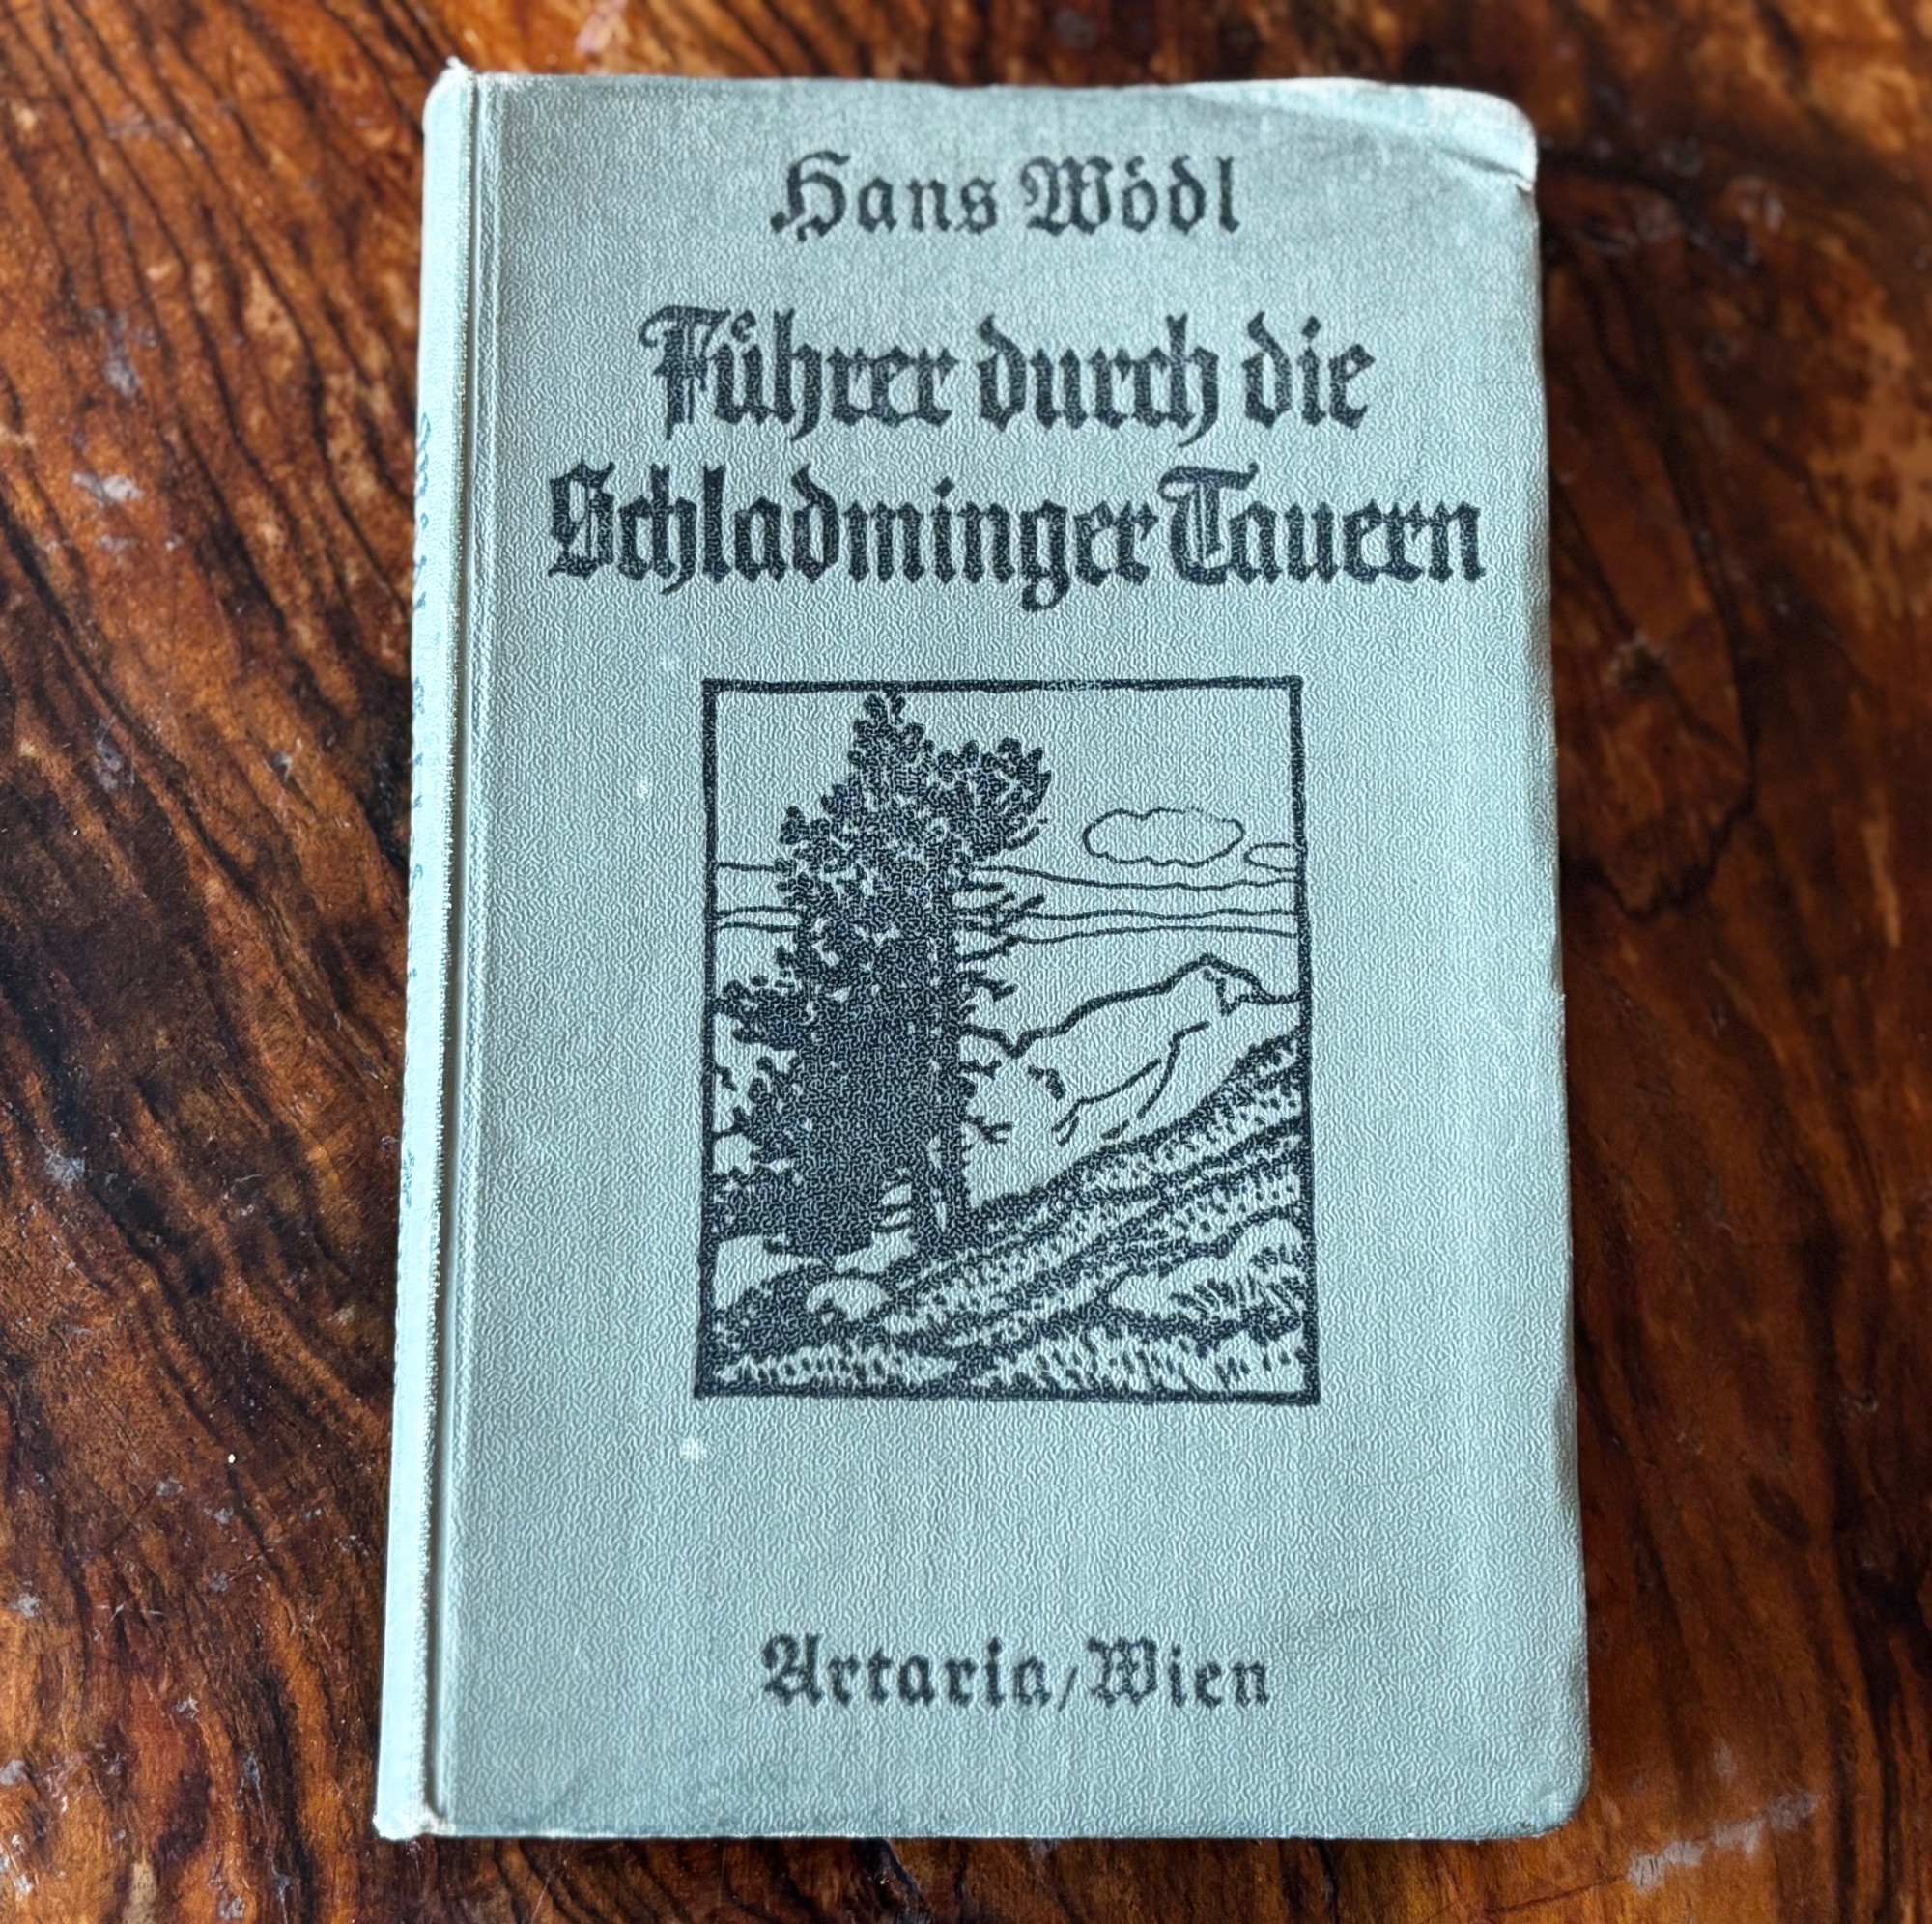 Hans Wödl
Führer durch die
Schladminger Tauern
Artaria/Wien